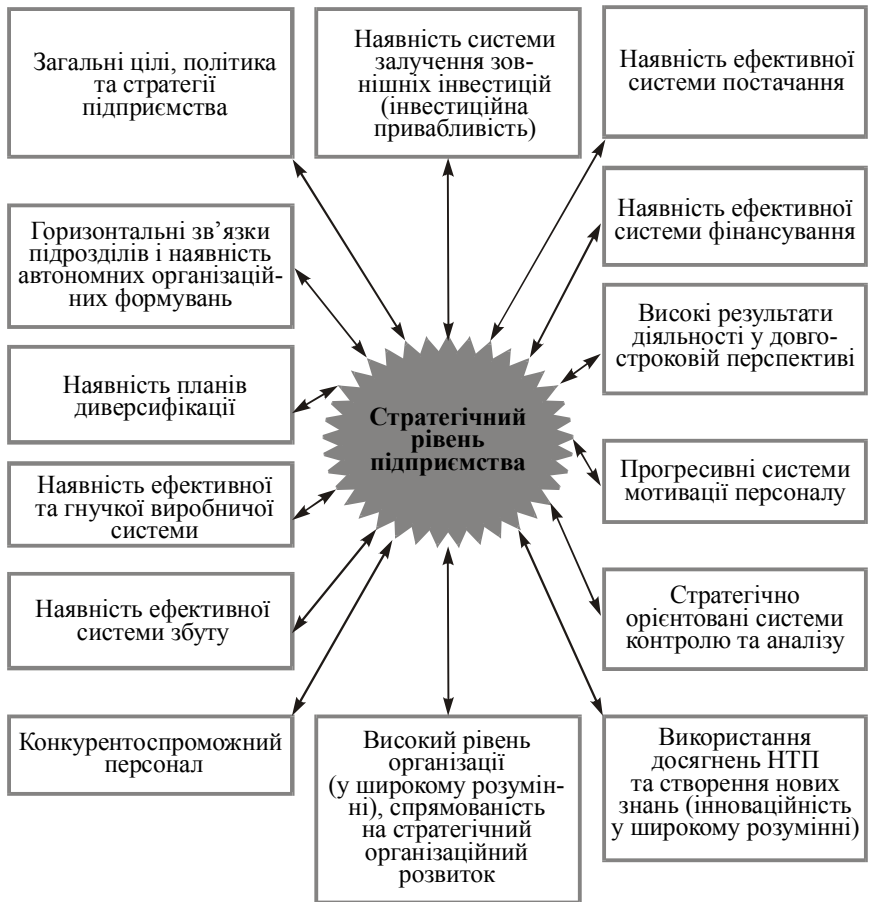 Загальні цілі, політика
та стратегії
підприємства
Наявність системи
залучення зов-
нішніх інвестицій
(інвестиційна
привабливість)
Наявність ефективної
системи постачання
Горизонтальні зв’язки
підрозділів і наявність
автономних організацій-
них формувань
Наявність ефективної
системи фінансування
Високі результати
діяльності у довго-
строковій перспективі
Наявність планів
диверсифікації
Стратегічний
рівень
підприємства
Наявність ефективної
та гнучкої виробничої
системи
Прогресивні системи
мотивації персоналу
Наявність ефективної
системи збуту
Стратегічно
орієнтовані системи
контролю та аналізу
Конкурентоспроможний
персонал
Високий рівень
організації
(у широкому розумін-
ні), спрямованість
на стратегічний
організаційний
розвиток
Використання
досягнень НТП
та створення нових
знань (інноваційність
у широкому розумінні)